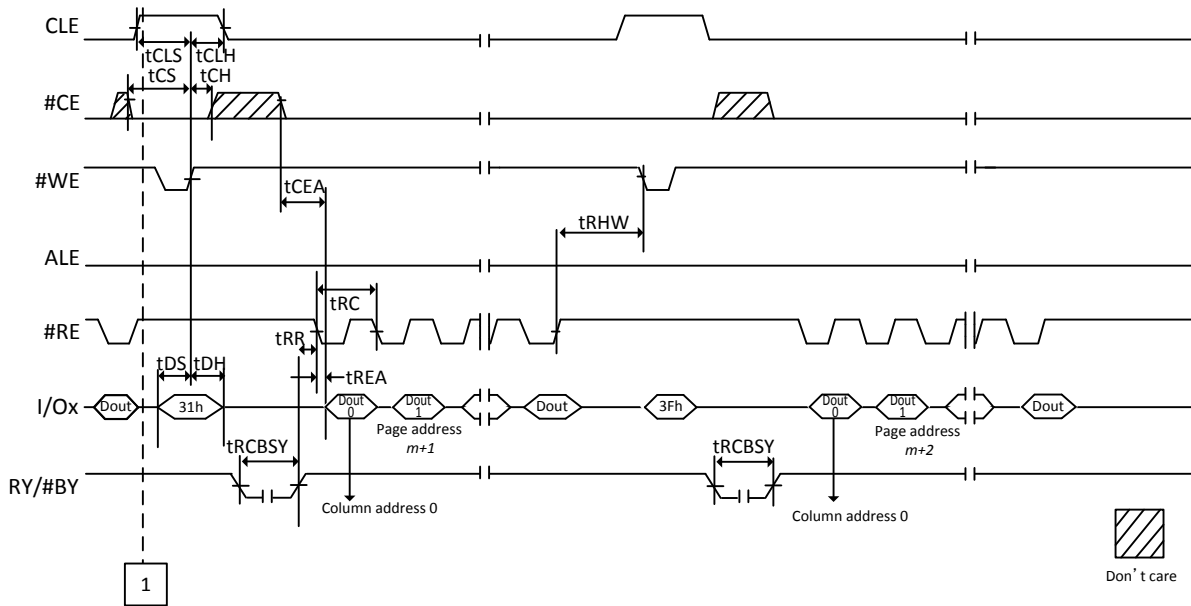 CLE
tCLS tCLH
tCS tCH
#CE
#WE
tCEA
tRHW
ALE
tRC
#RE
tRR
tDS tDH
tREA
I/Ox
Dout
31h
Dout 0
Dout 1
Dout
3Fh
Dout 0
Dout 1
Dout
Page address
m+1
Page address
m+2
tRCBSY
tRCBSY
RY/#BY
Column address 0
Column address 0
1
Don't care